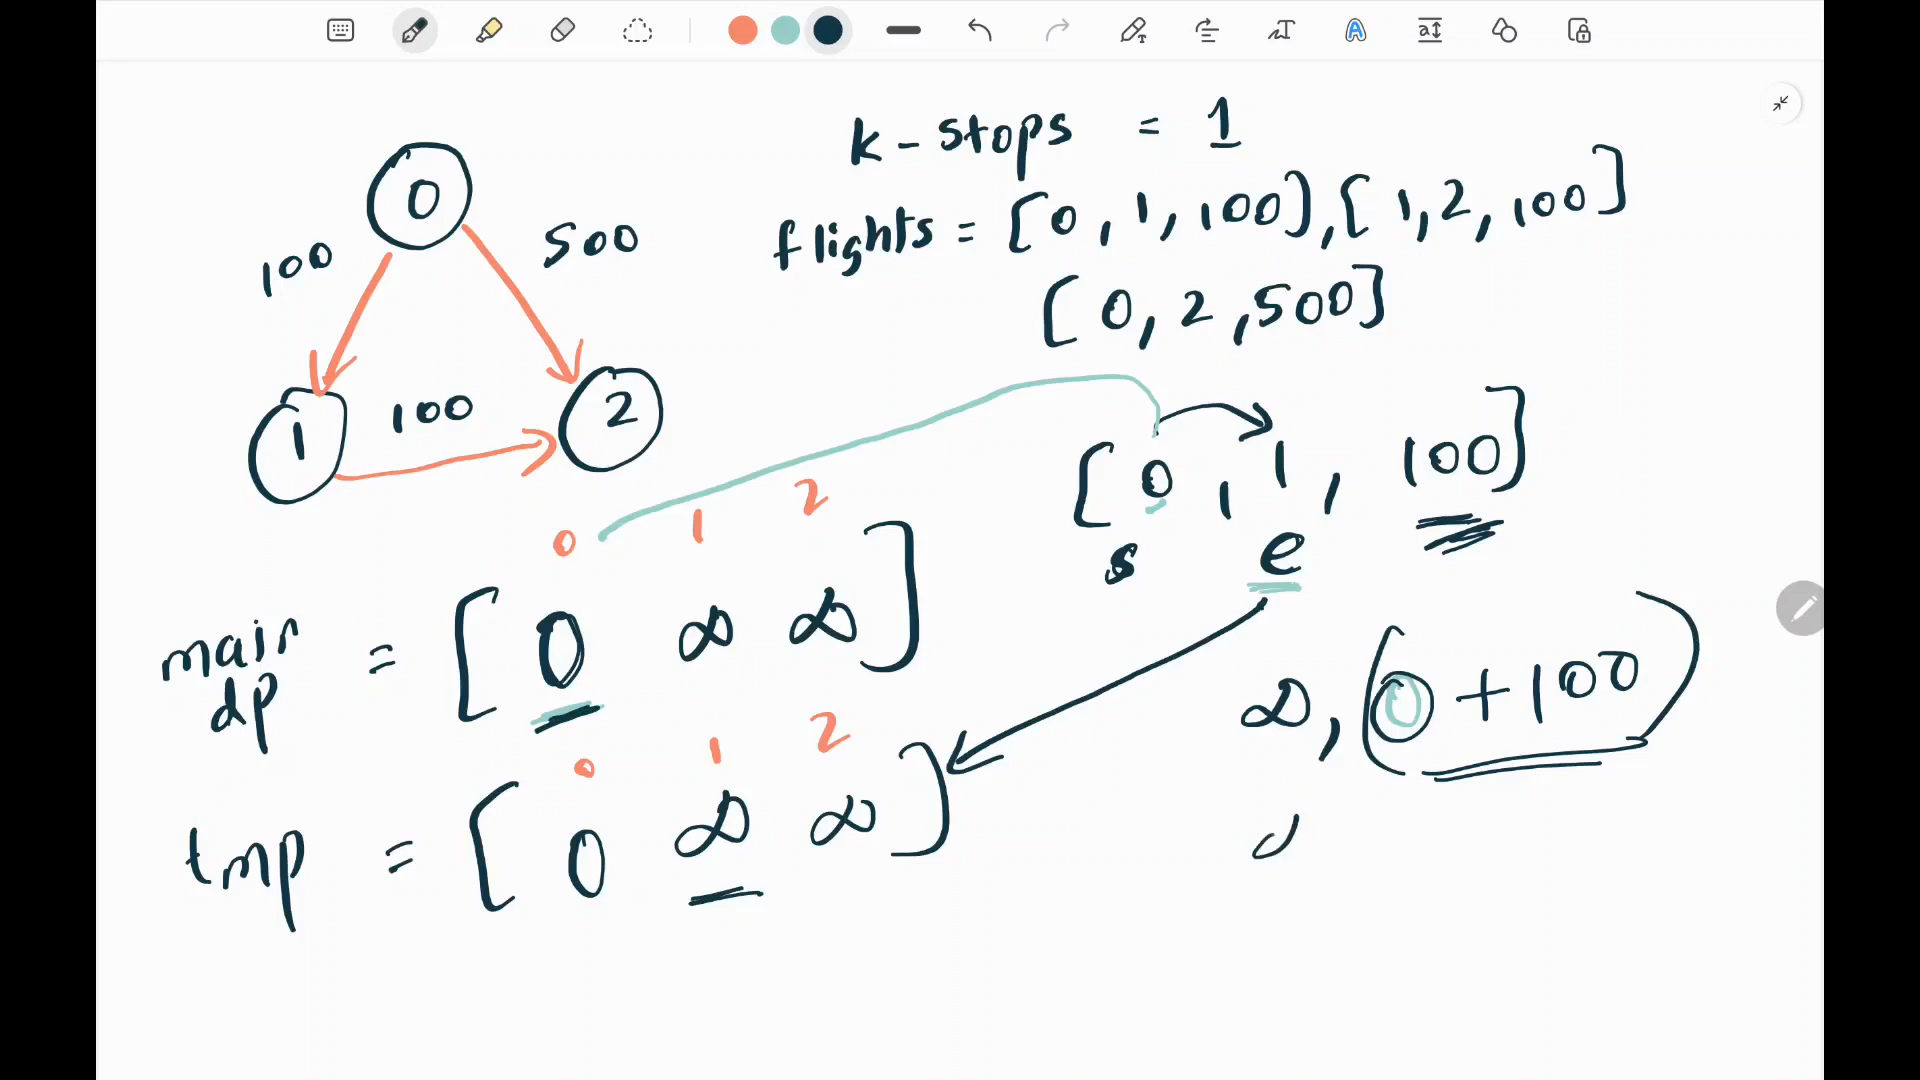 k - stops = 1
flights = [0, 1, 100], [1, 2, 100]
[0, 2, 500]
0
100
500
1
100
2
[0, 1, 100]
s e
0 1 2
main dp = [0 ∞ ∞]
∞, (0 + 100)
0 1 2
tmp = [0 ∞ ∞]